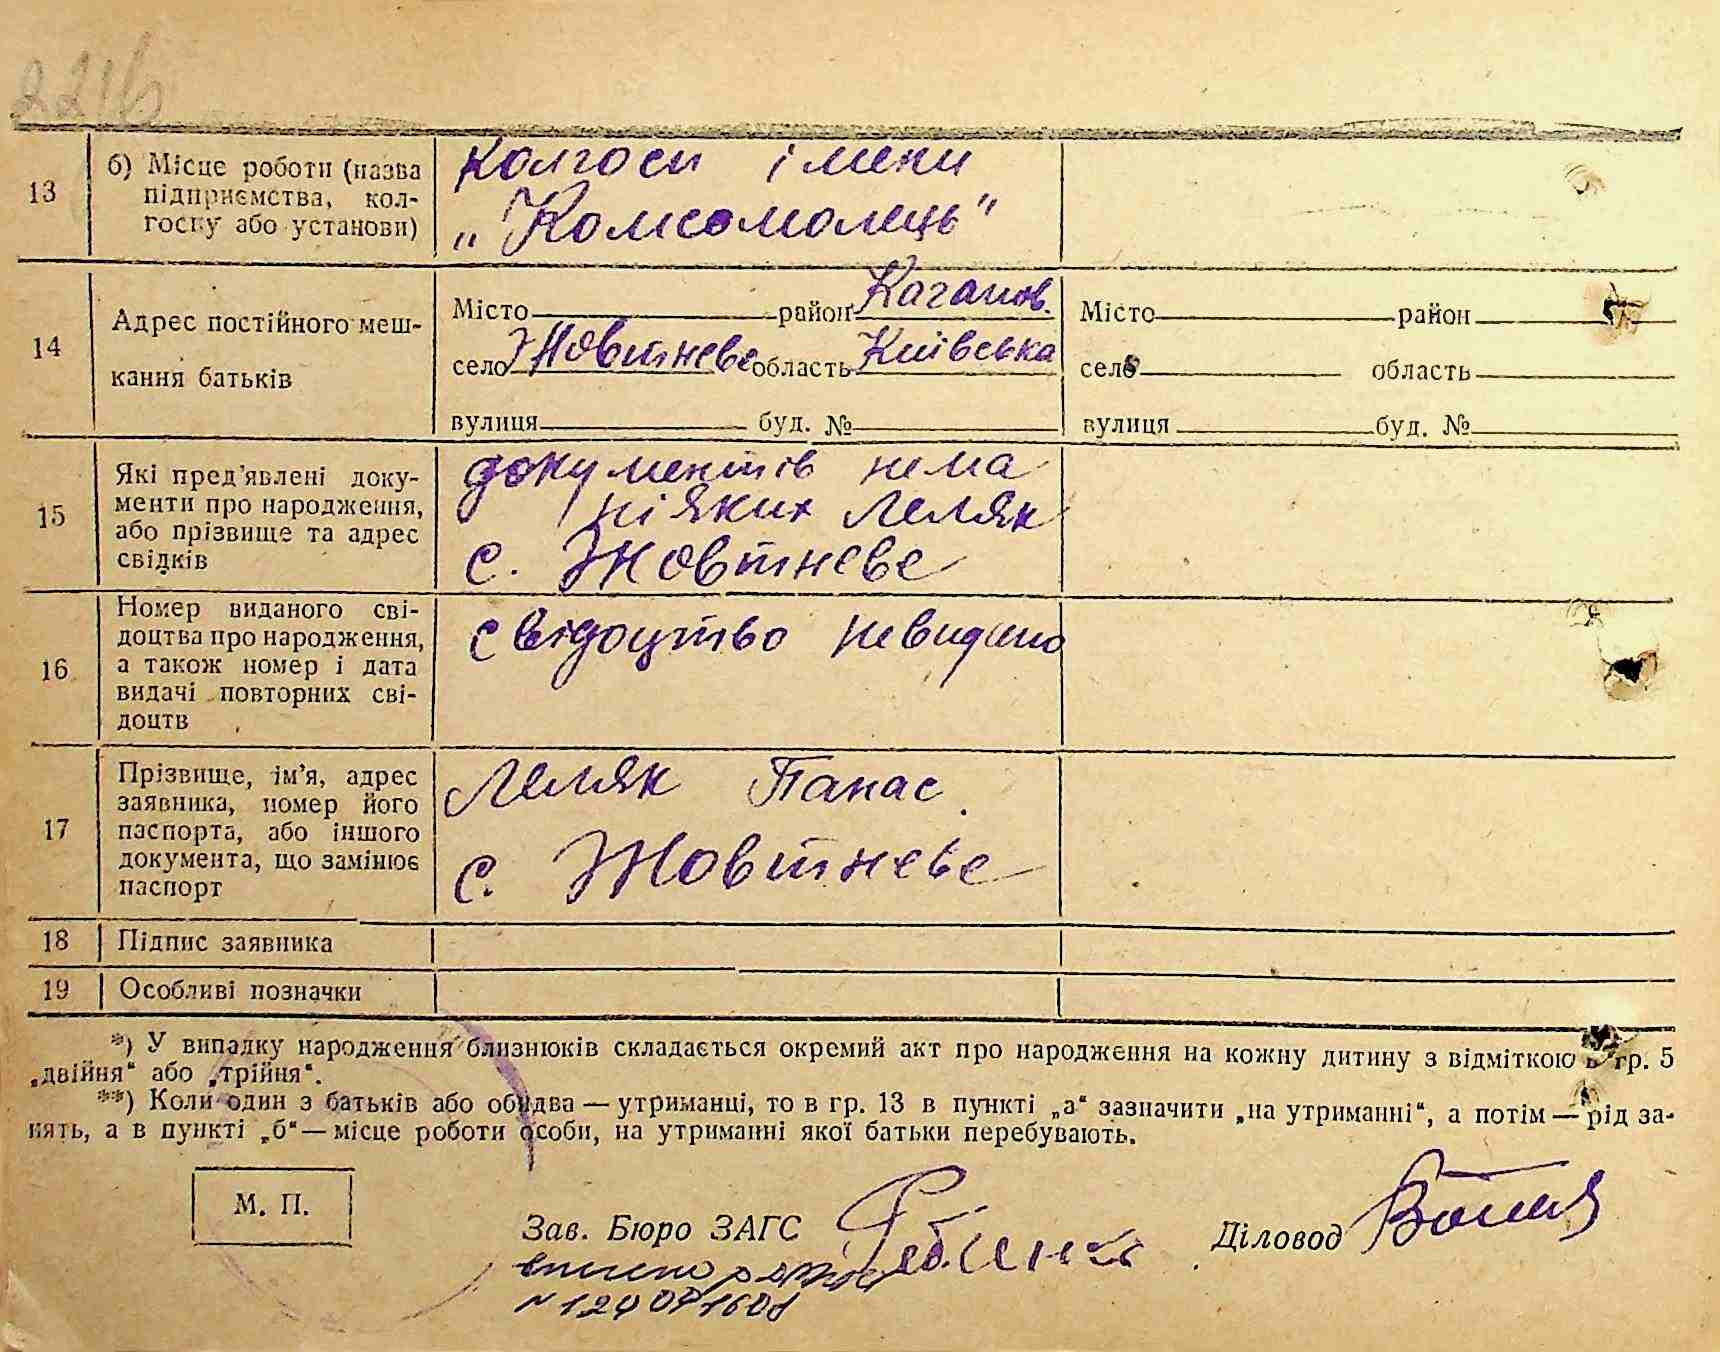 221б
13
б) Місце роботи (назва
підприємства, кол-
госпу або установи)
колгосп імени
„Комсомолець"
14
Адрес постійного меш-
кання батьків
Місто район Каганов.
село Жовтневе область Київська
вулиця буд. №
Місто район
село область
вулиця буд. №
15
Які пред'явлені доку-
менти про народження,
або прізвище та адрес
свідків
документів нема
ніяких Леляк
с. Жовтневе
16
Номер виданого сві-
доцтва про народження,
а також номер і дата
видачі повторних сві-
доцтв
свідоцтво невидано
17
Прізвище, ім'я, адрес
заявника, номер його
паспорта, або іншого
документа, що замінює
паспорт
Леляк Панас
с. Жовтневе
18 Підпис заявника
19 Особливі позначки
*) У випадку народження близнюків складається окремий акт про народження на кожну дитину з відміткою в гр. 5
„двійня“ або „трійня“.
**) Коли один з батьків або обидва — утриманці, то в гр. 13 в пункті „а“ зазначити „на утриманні“, а потім — рід за-
нять, а в пункті „б“ — місце роботи особи, на утриманні якої батьки перебувають.
М. П.
Зав. Бюро ЗАГС
Діловод